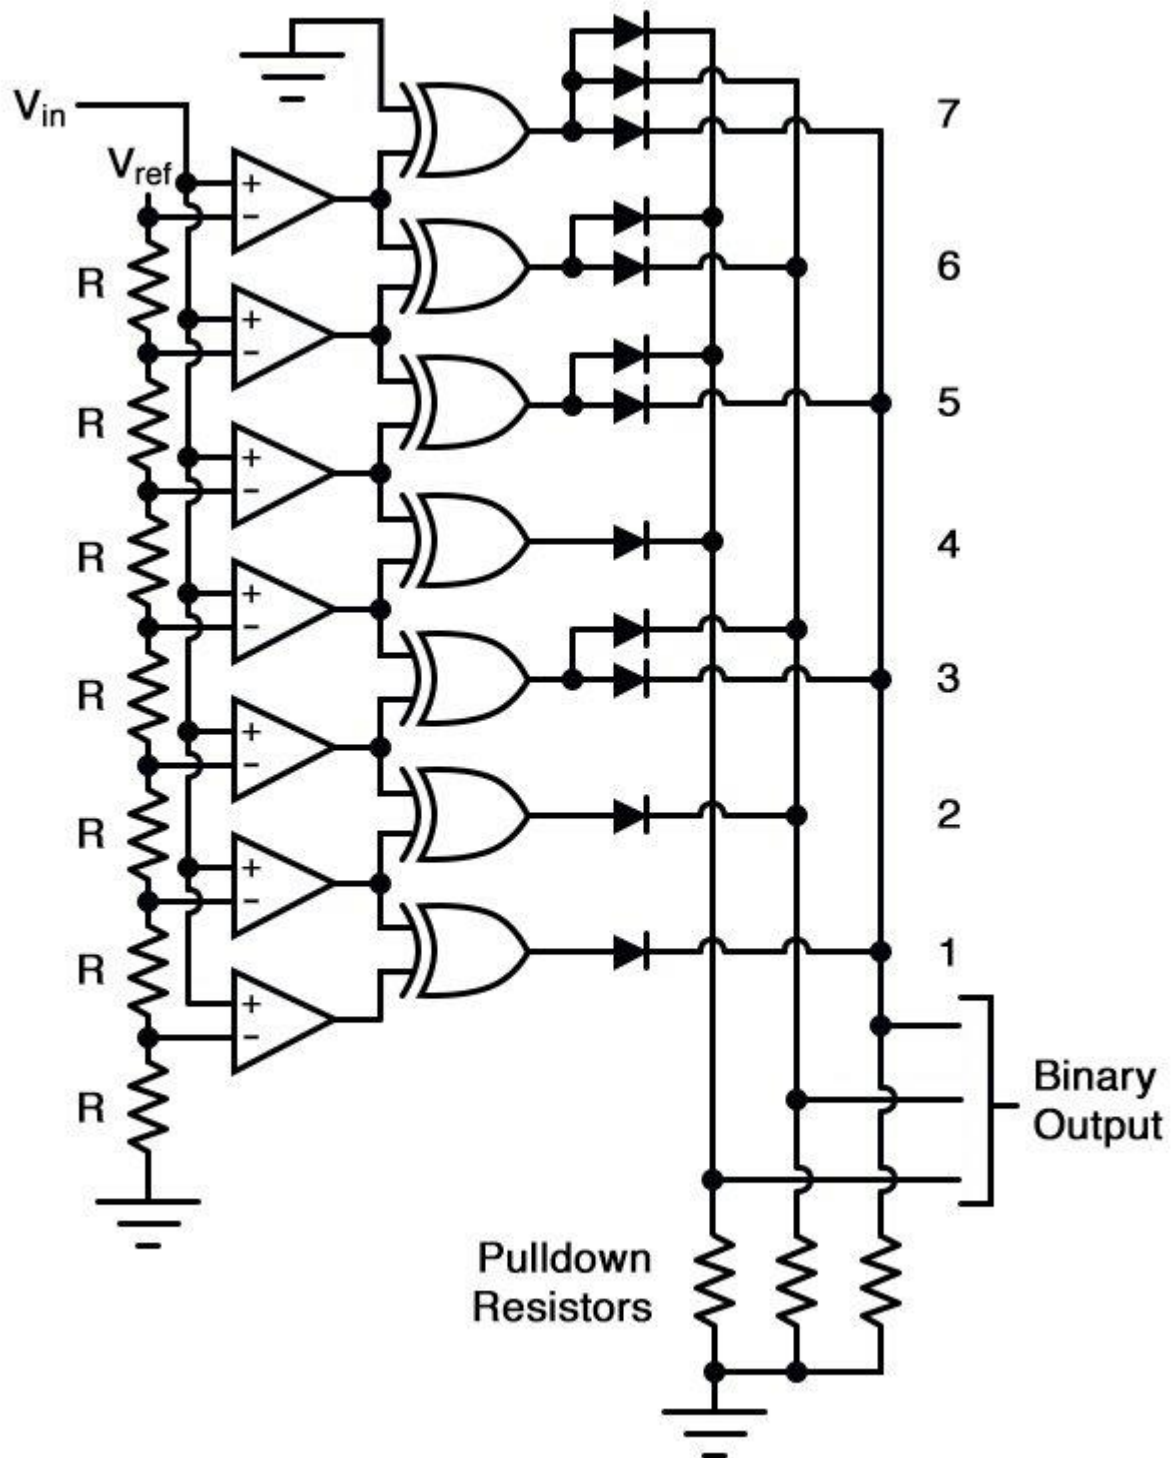 Vin
Vref
7
+
−
6
R
+
−
5
R
+
−
4
R
+
−
3
R
+
−
2
R
+
−
1
R
+
−
R
Binary
Output
Pulldown
Resistors